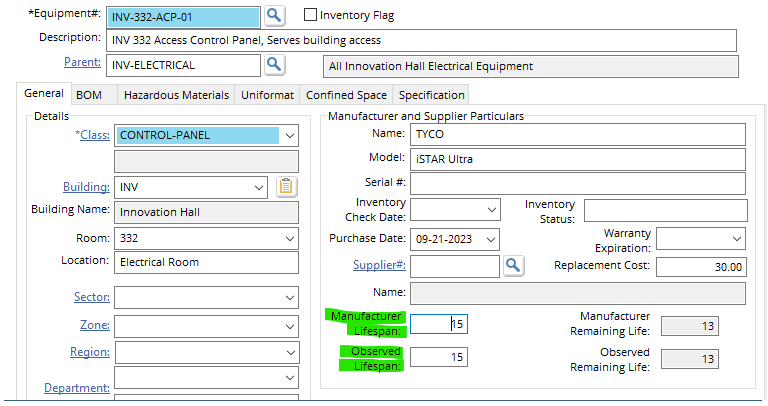 *Equipment#: INV-332-ACP-01 Inventory Flag
Description: INV 332 Access Control Panel, Serves building access
Parent: INV-ELECTRICAL All Innovation Hall Electrical Equipment
General BOM Hazardous Materials Uniformat Confined Space Specification
Details
*Class: CONTROL-PANEL
Building: INV
Building Name: Innovation Hall
Room: 332
Location: Electrical Room
Sector:
Zone:
Region:
Department:
Manufacturer and Supplier Particulars
Name: TYCO
Model: iSTAR Ultra
Serial #:
Inventory
Check Date:
Inventory
Status:
Purchase Date: 09-21-2023
Warranty
Expiration:
Supplier#:
Replacement Cost: 30.00
Name:
Manufacturer
Lifespan: 15
Manufacturer
Remaining Life: 13
Observed
Lifespan: 15
Observed
Remaining Life: 13